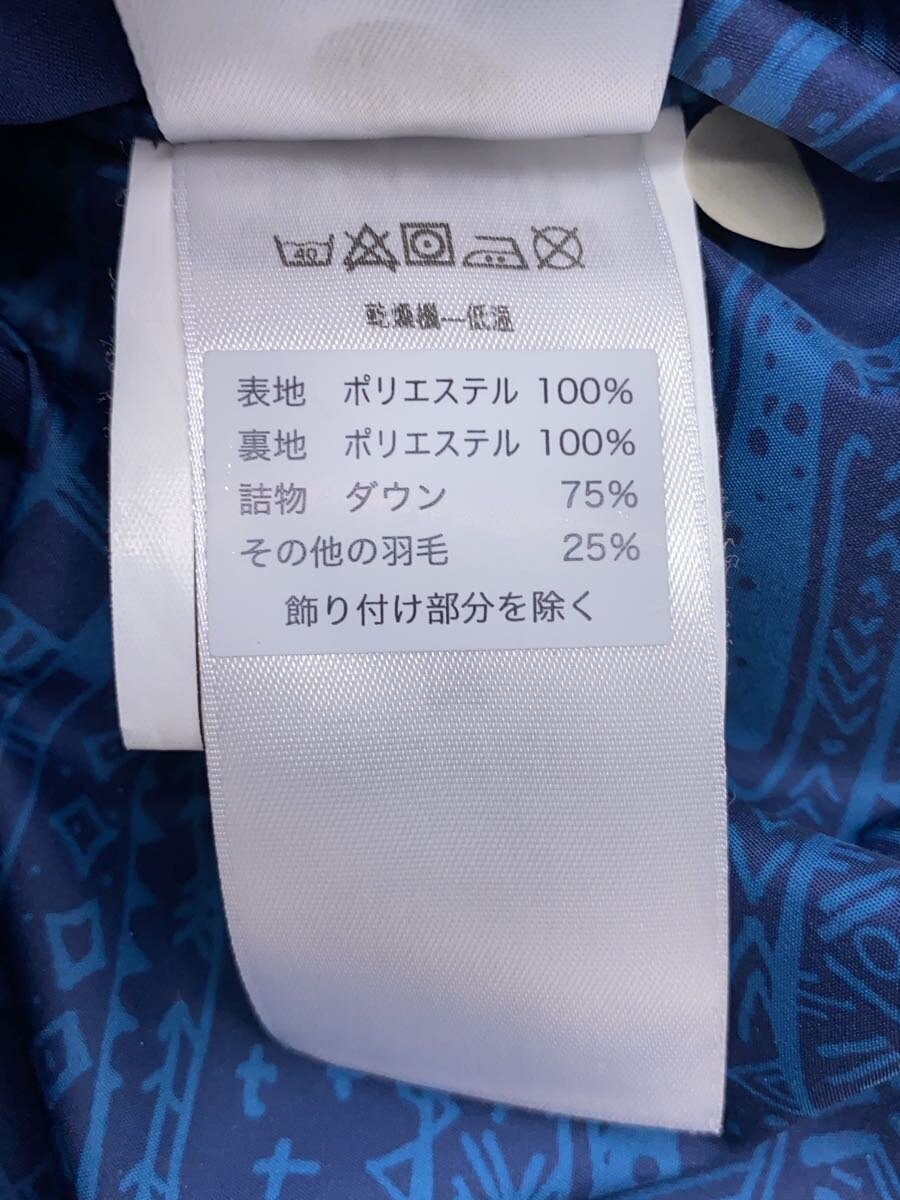 40
乾燥機—低温
表地 ポリエステル 100%
裏地 ポリエステル 100%
詰物 ダウン 75%
その他の羽毛 25%
飾り付け部分を除く